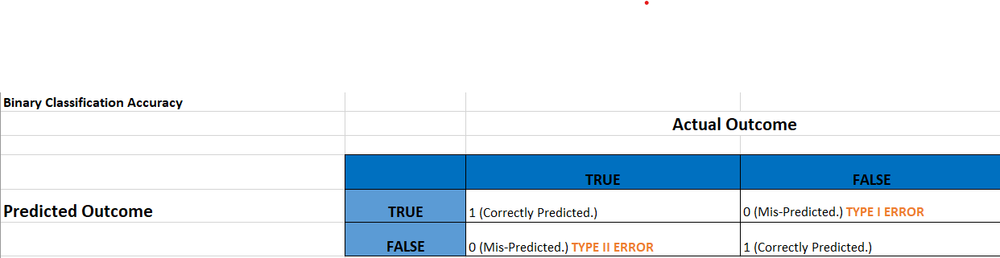 Binary Classification Accuracy
Actual Outcome
TRUE FALSE
Predicted Outcome TRUE 1 (Correctly Predicted.) 0 (Mis-Predicted.) TYPE I ERROR
FALSE 0 (Mis-Predicted.) TYPE II ERROR 1 (Correctly Predicted.)